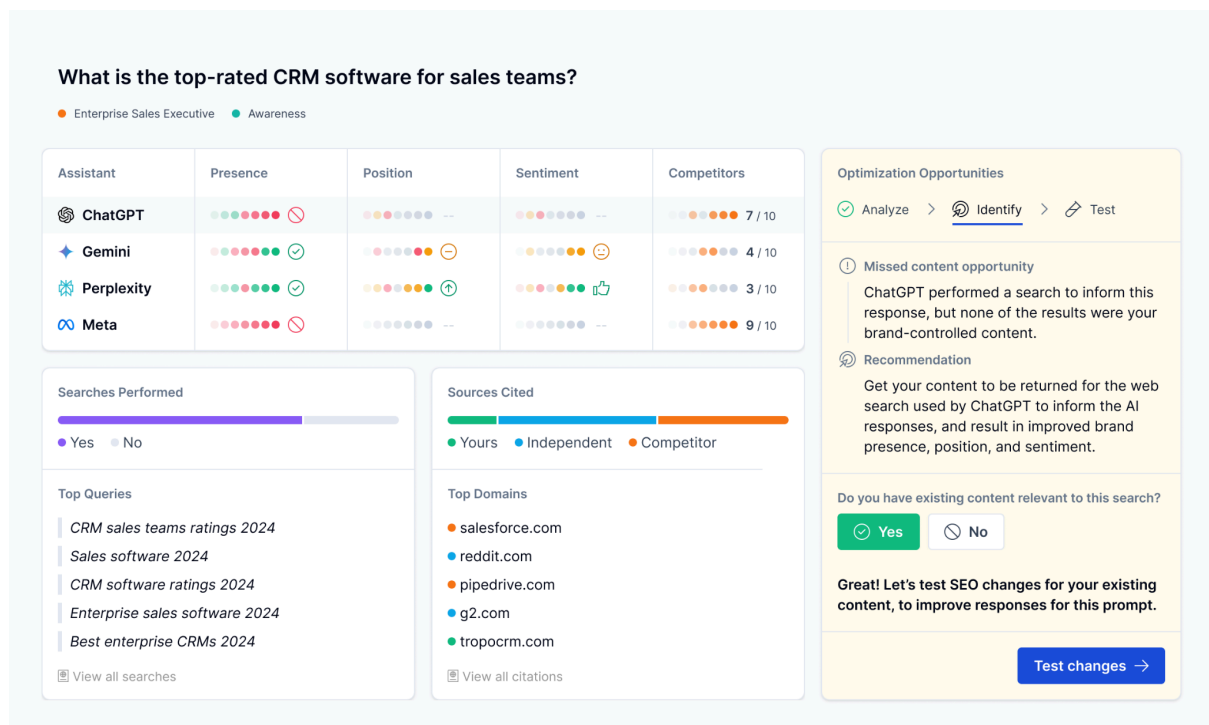 What is the top-rated CRM software for sales teams?
Enterprise Sales Executive Awareness
Assistant Presence Position Sentiment Competitors
ChatGPT -- -- 7 / 10
Gemini 4 / 10
Perplexity 3 / 10
Meta -- -- 9 / 10
Searches Performed
Yes No
Top Queries
CRM sales teams ratings 2024
Sales software 2024
CRM software ratings 2024
Enterprise sales software 2024
Best enterprise CRMs 2024
View all searches
Sources Cited
Yours Independent Competitor
Top Domains
salesforce.com
reddit.com
pipedrive.com
g2.com
tropocrm.com
View all citations
Optimization Opportunities
Analyze Identify Test
Missed content opportunity
ChatGPT performed a search to inform this
response, but none of the results were your
brand-controlled content.
Recommendation
Get your content to be returned for the web
search used by ChatGPT to inform the AI
responses, and result in improved brand
presence, position, and sentiment.
Do you have existing content relevant to this search?
Yes No
Great! Let’s test SEO changes for your existing
content, to improve responses for this prompt.
Test changes